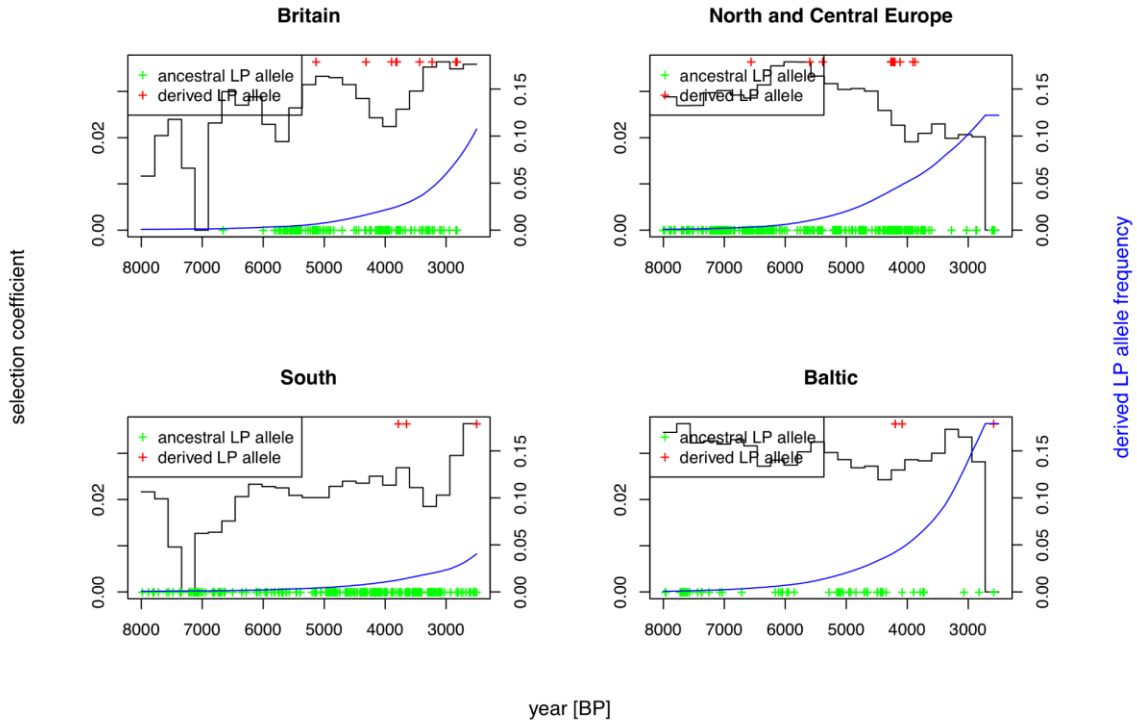 Britain
North and Central Europe
ancestral LP allele
derived LP allele
ancestral LP allele
derived LP allele
0.00 0.02
0.00 0.05 0.10 0.15
0.00 0.02
0.00 0.05 0.10 0.15
8000 7000 6000 5000 4000 3000
8000 7000 6000 5000 4000 3000
selection coefficient
derived LP allele frequency
South
Baltic
ancestral LP allele
derived LP allele
ancestral LP allele
derived LP allele
0.00 0.02
0.00 0.05 0.10 0.15
0.00 0.02
0.00 0.05 0.10 0.15
8000 7000 6000 5000 4000 3000
8000 7000 6000 5000 4000 3000
year [BP]